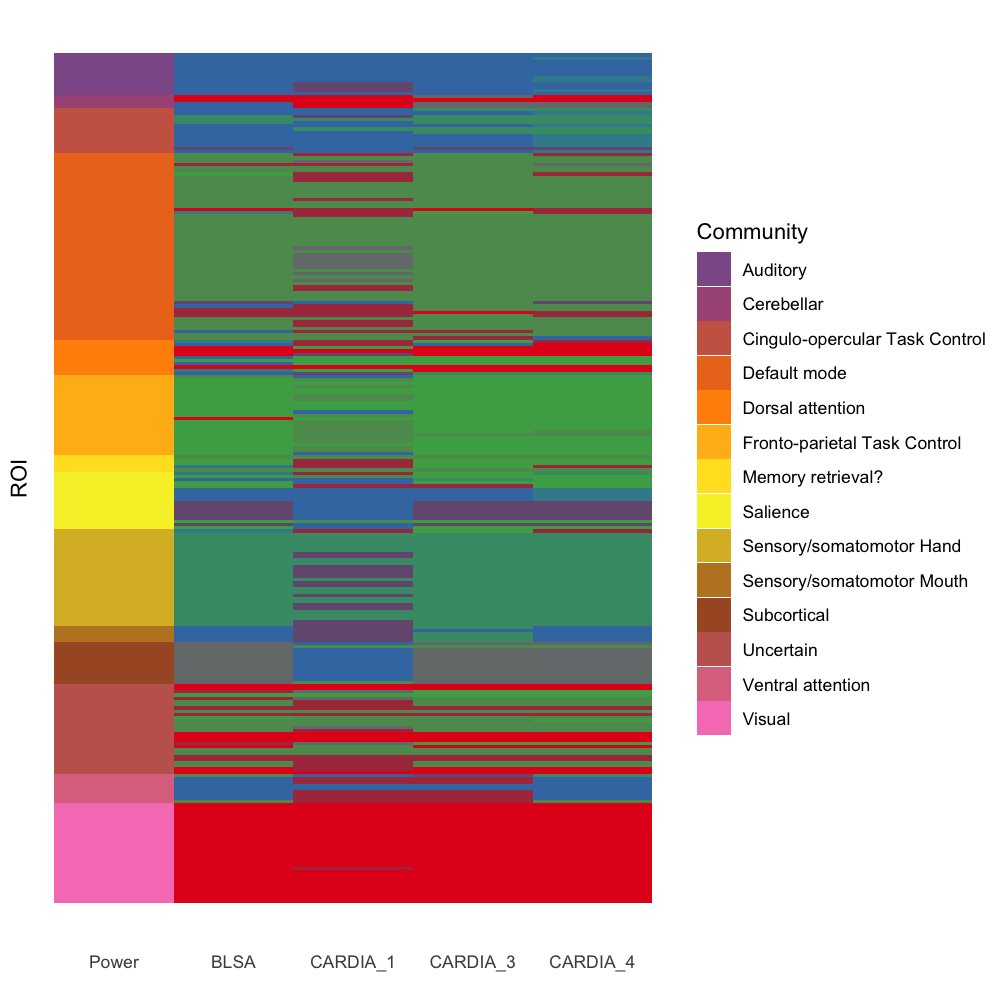 Community
Auditory
Cerebellar
Cingulo-opercular Task Control
Default mode
Dorsal attention
Fronto-parietal Task Control
Memory retrieval?
Salience
Sensory/somatomotor Hand
Sensory/somatomotor Mouth
Subcortical
Uncertain
Ventral attention
Visual
ROI
Power BLSA CARDIA_1 CARDIA_3 CARDIA_4